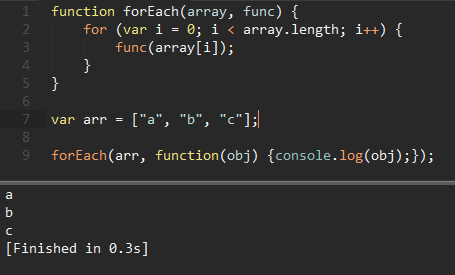 1 function forEach(array, func) {
2     for (var i = 0; i < array.length; i++) {
3         func(array[i]);
4     }
5 }
6
7 var arr = ["a", "b", "c"];
8
9 forEach(arr, function(obj) {console.log(obj);});
a
b
c
[Finished in 0.3s]